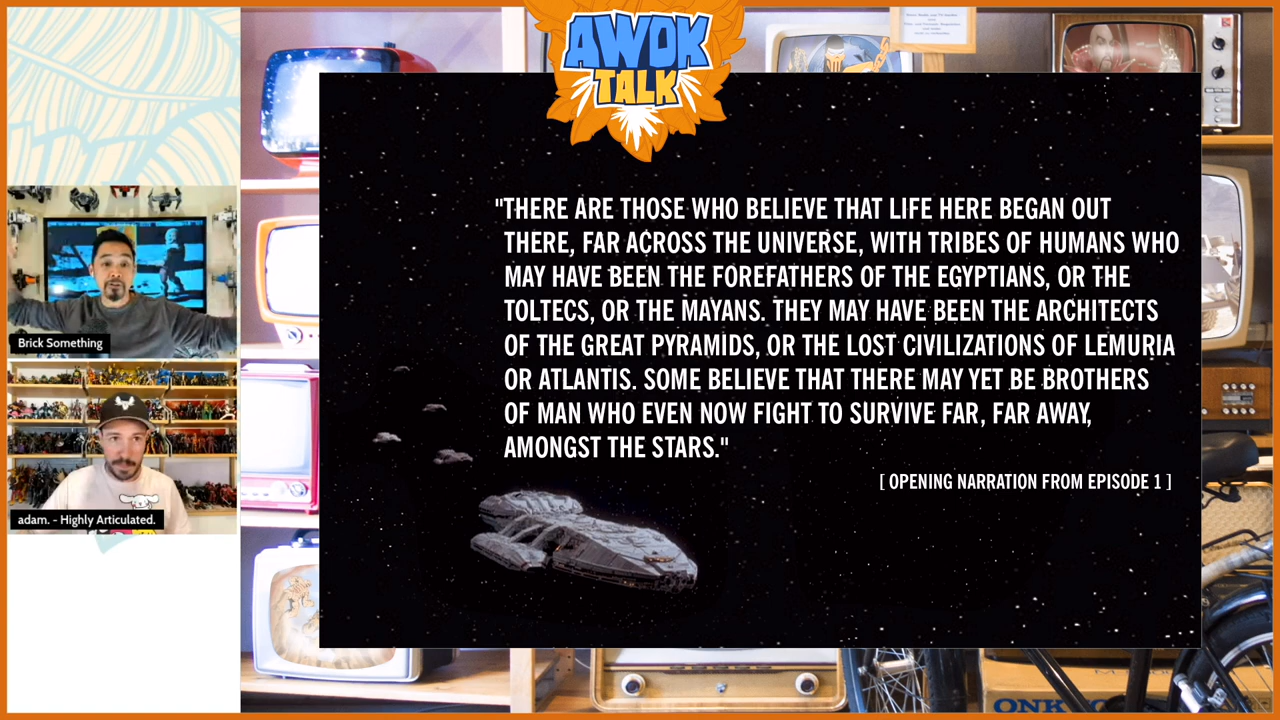 AWOK
TALK
"THERE ARE THOSE WHO BELIEVE THAT LIFE HERE BEGAN OUT
THERE, FAR ACROSS THE UNIVERSE, WITH TRIBES OF HUMANS WHO
MAY HAVE BEEN THE FOREFATHERS OF THE EGYPTIANS, OR THE
TOLTECS, OR THE MAYANS. THEY MAY HAVE BEEN THE ARCHITECTS
OF THE GREAT PYRAMIDS, OR THE LOST CIVILIZATIONS OF LEMURIA
OR ATLANTIS. SOME BELIEVE THAT THERE MAY YET BE BROTHERS
OF MAN WHO EVEN NOW FIGHT TO SURVIVE FAR, FAR AWAY,
AMONGST THE STARS."
[ OPENING NARRATION FROM EPISODE 1 ]
Brick Something
adam. - Highly Articulated.